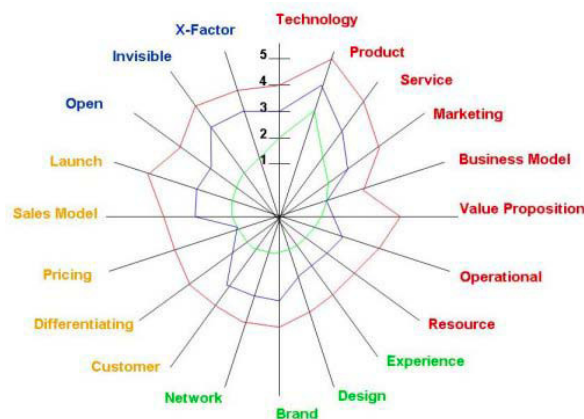 Technology
X-Factor
Product
Invisible
Service
5
4
Open
3
Marketing
2
Launch
1
Business Model
Sales Model
Value Proposition
Pricing
Operational
Differentiating
Resource
Customer
Experience
Network
Design
Brand